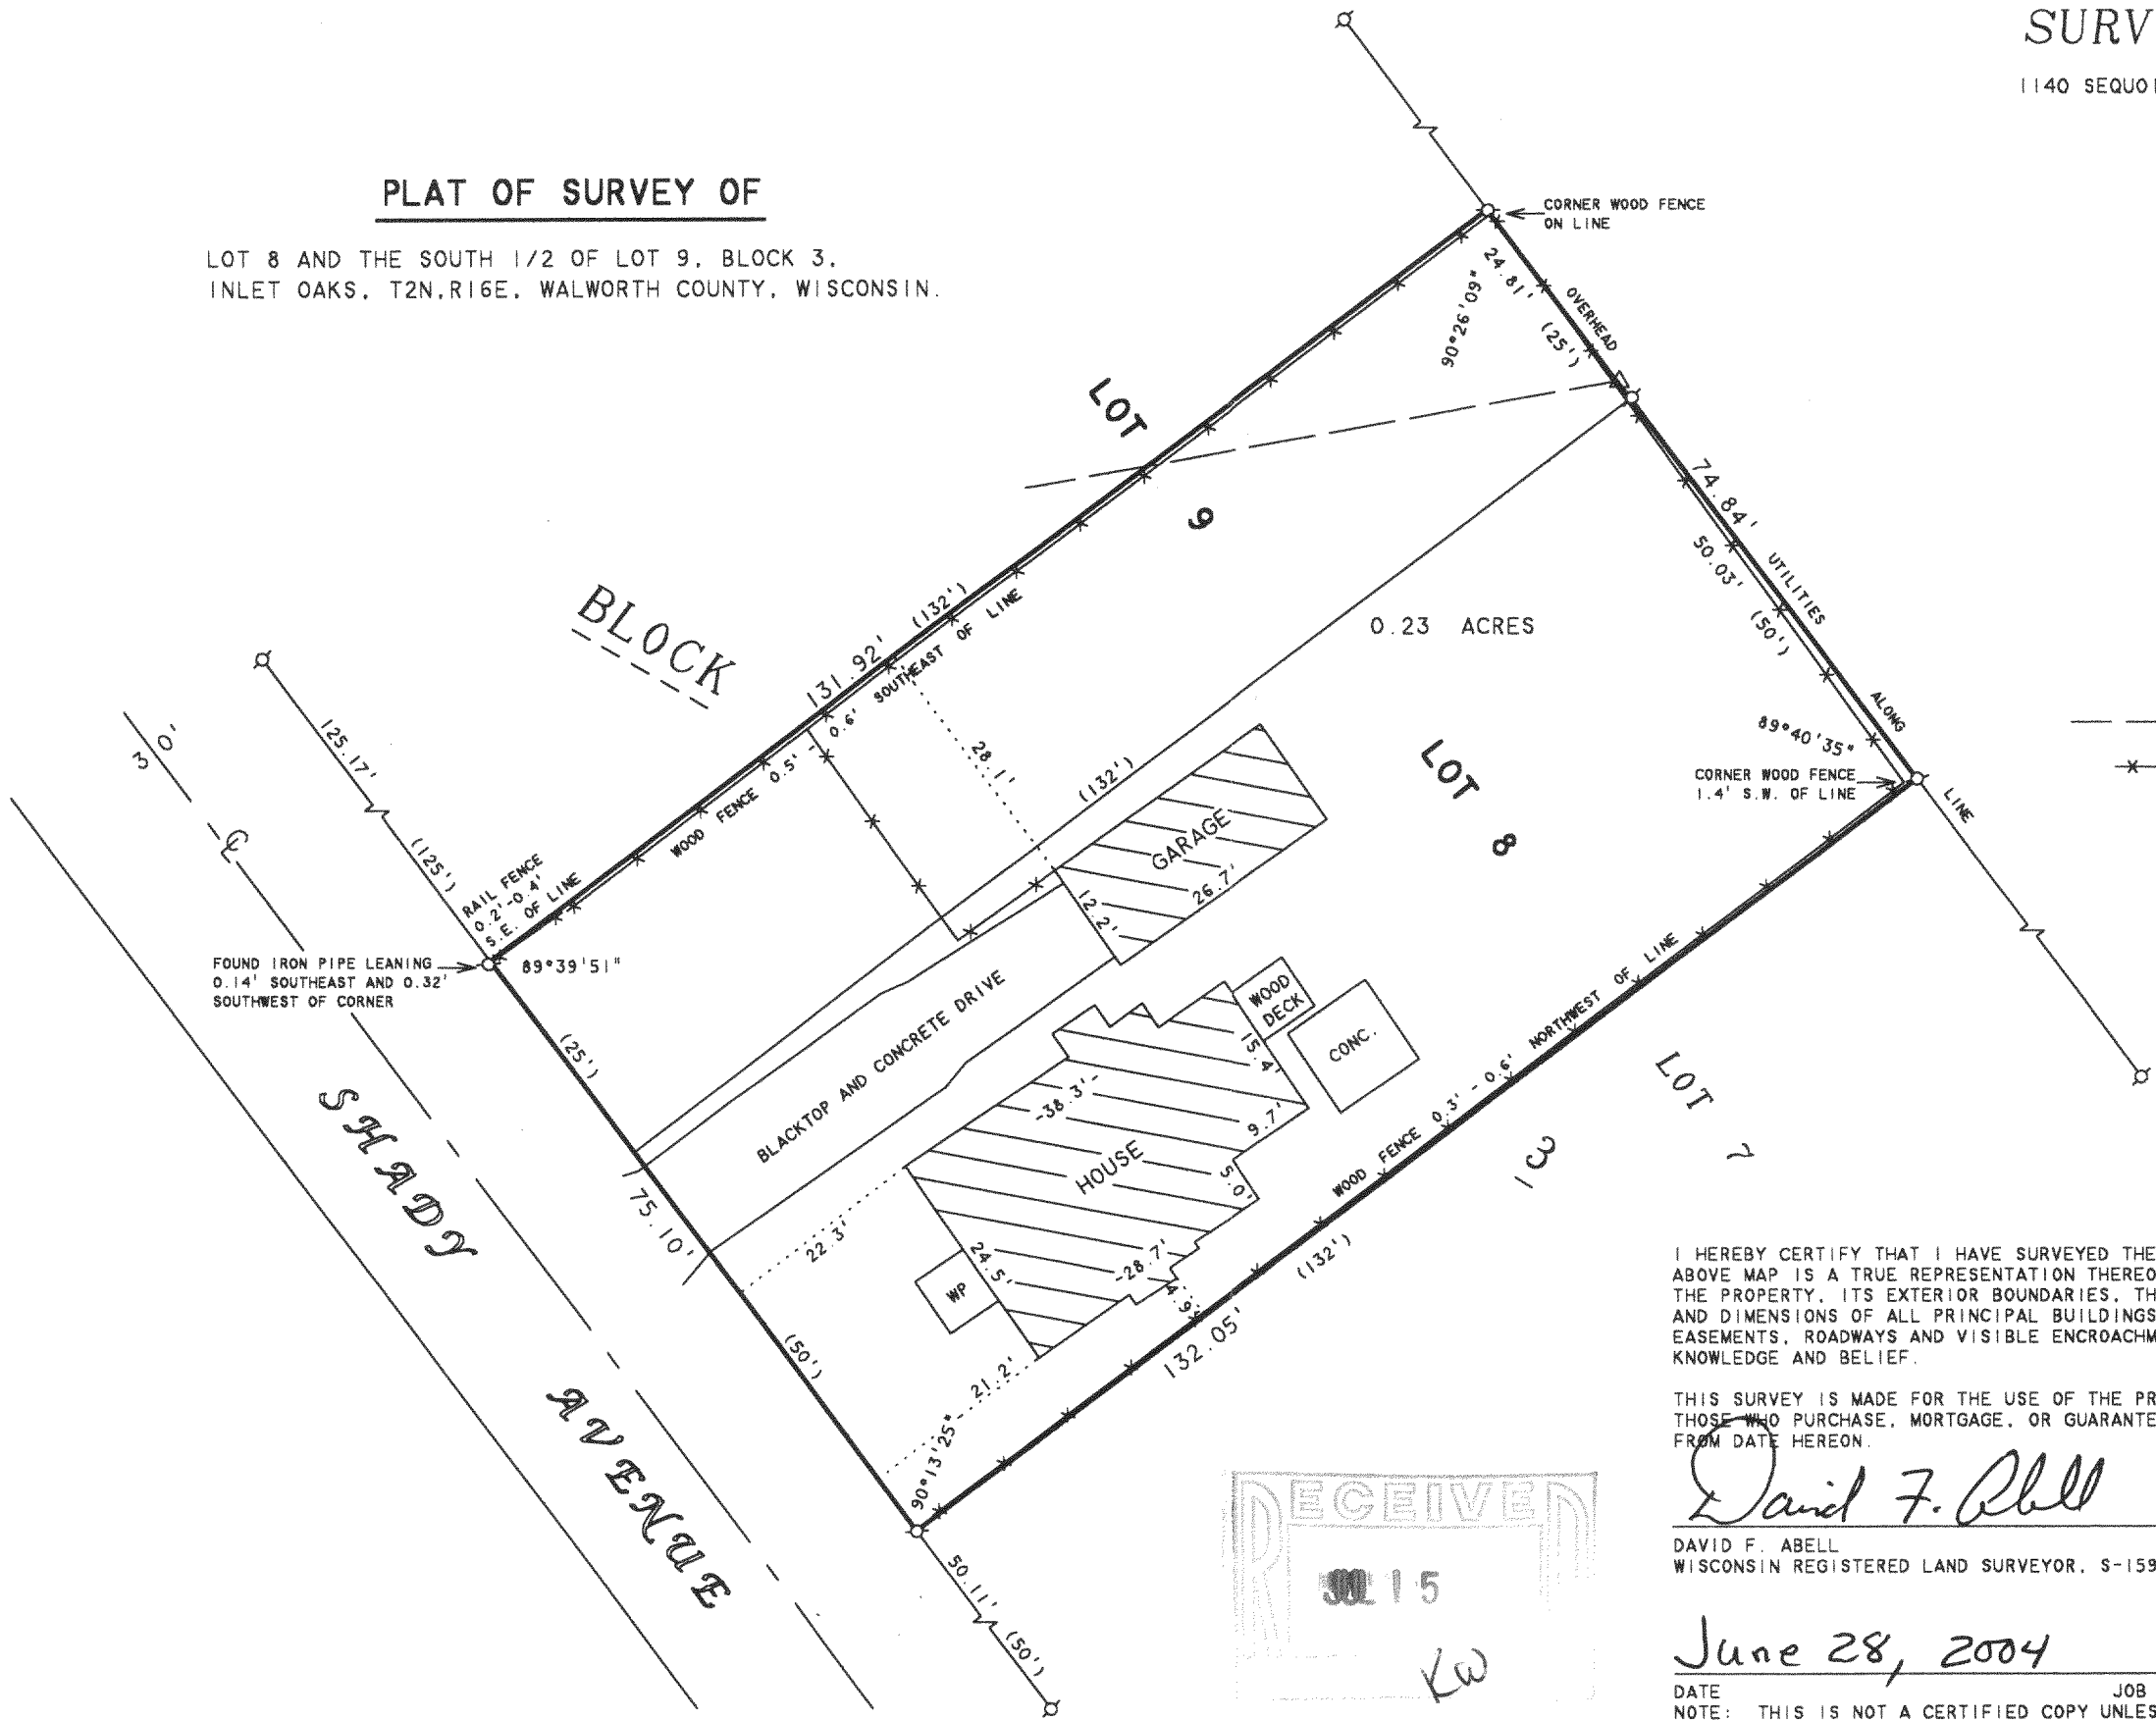 SURV
1140 SEQUO
PLAT OF SURVEY OF
LOT 8 AND THE SOUTH 1/2 OF LOT 9, BLOCK 3,
INLET OAKS, T2N,R16E, WALWORTH COUNTY, WISCONSIN.
CORNER WOOD FENCE
ON LINE
24.81'
(25')
90°26'09"
OVERHEAD
LOT
9
74.84'
50.03'
(50')
UTILITIES
ALONG
LINE
BLOCK
131.92'
(132')
WOOD FENCE 0.5' - 0.6' SOUTHEAST OF LINE
0.23 ACRES
89°40'35"
CORNER WOOD FENCE
1.4' S.W. OF LINE
30'
125.17'
(125')
28.1'
(132')
LOT
8
GARAGE
26.7'
12.2'
RAIL FENCE
0.2'-0.4'
S.E. OF LINE
FOUND IRON PIPE LEANING
0.14' SOUTHEAST AND 0.32'
SOUTHWEST OF CORNER
89°39'51"
(25')
BLACKTOP AND CONCRETE DRIVE
WOOD
DECK
CONC.
15.4'
-38.3'-
9.7'
HOUSE
5.0'
WOOD FENCE 0.3' - 0.6' NORTHWEST OF LINE
LOT
7
3
SHADY
AVENUE
75.10'
22.3'
WP
24.5'
-28.7'
(132')
132.05'
(50')
21.2'
90°13'25"
50.11'
(50')
I HEREBY CERTIFY THAT I HAVE SURVEYED THE
ABOVE MAP IS A TRUE REPRESENTATION THEREO
THE PROPERTY, ITS EXTERIOR BOUNDARIES, TH
AND DIMENSIONS OF ALL PRINCIPAL BUILDINGS
EASEMENTS, ROADWAYS AND VISIBLE ENCROACHM
KNOWLEDGE AND BELIEF.
THIS SURVEY IS MADE FOR THE USE OF THE PR
THOSE WHO PURCHASE, MORTGAGE, OR GUARANTE
FROM DATE HEREON.
David F. Abell
DAVID F. ABELL
WISCONSIN REGISTERED LAND SURVEYOR, S-159
RECEIVED
JUL 15
KW
June 28, 2004
DATE JOB
NOTE: THIS IS NOT A CERTIFIED COPY UNLES